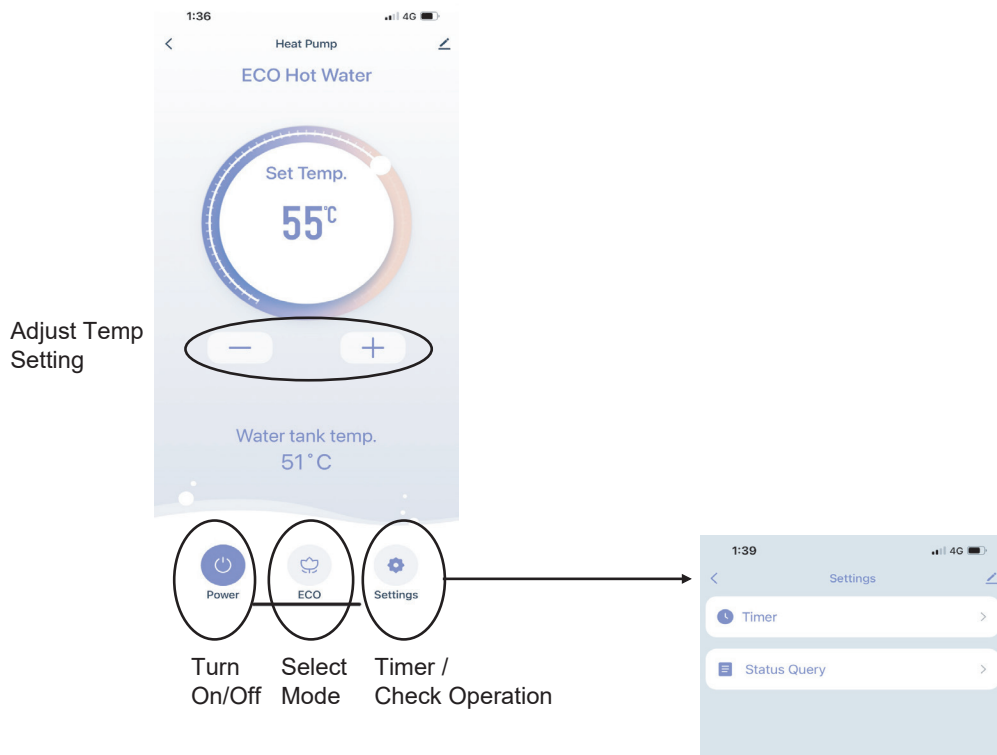 1:36
4G
Heat Pump
ECO Hot Water
Set Temp.
55°C
Adjust Temp
Setting
Water tank temp.
51°C
Power
ECO
Settings
Turn
On/Off
Select
Mode
Timer /
Check Operation
1:39
4G
Settings
Timer
Status Query